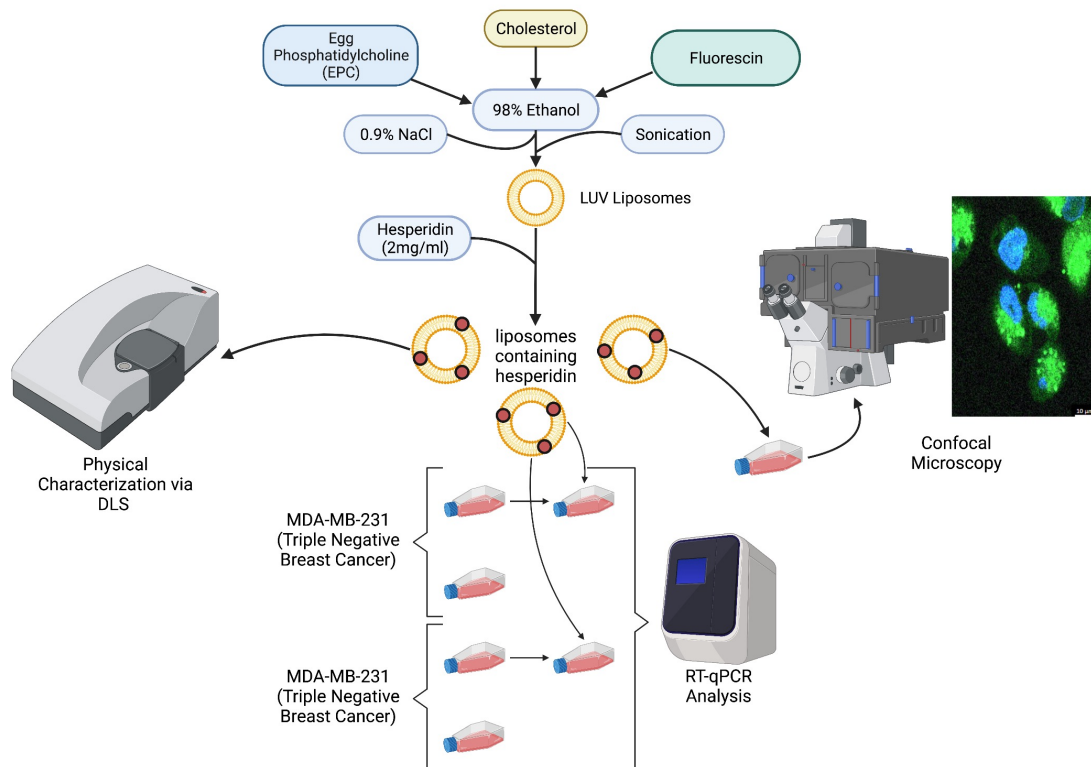 Cholesterol
Egg
Phosphatidylcholine
(EPC)
Fluorescin
98% Ethanol
0.9% NaCl
Sonication
LUV Liposomes
Hesperidin
(2mg/ml)
liposomes
containing
hesperidin
10 µm
Physical
Characterization via
DLS
Confocal
Microscopy
MDA-MB-231
(Triple Negative
Breast Cancer)
RT-qPCR
Analysis
MDA-MB-231
(Triple Negative
Breast Cancer)